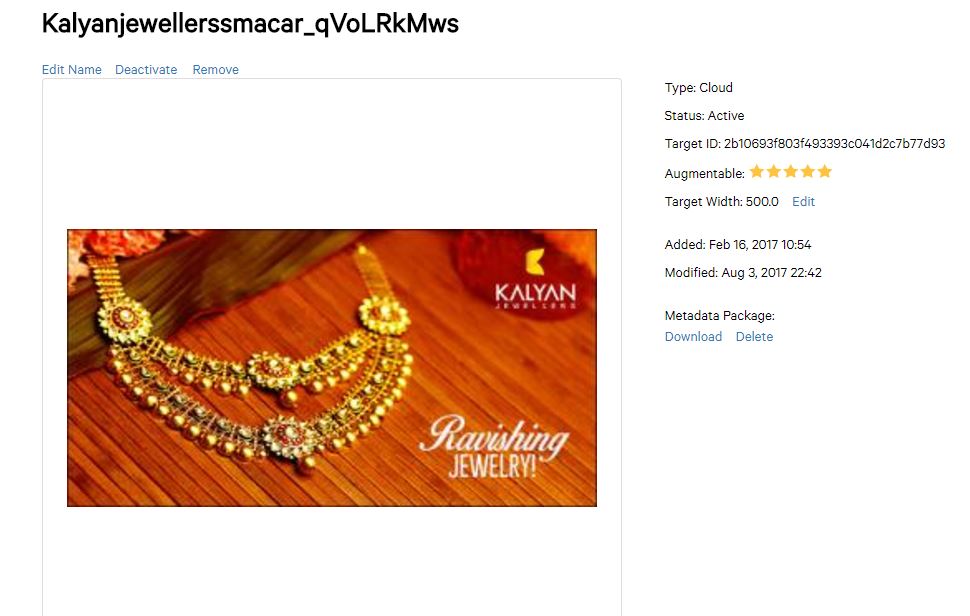 Kalyanjewellerssmacar_qVoLRkMws
Edit Name Deactivate Remove
Type: Cloud
Status: Active
Target ID: 2b10693f803f493393c041d2c7b77d93
Augmentable:
Target Width: 500.0 Edit
Added: Feb 16, 2017 10:54
Modified: Aug 3, 2017 22:42
Metadata Package:
Download Delete
KALYAN
JEWELLERS
Ravishing
JEWELRY!